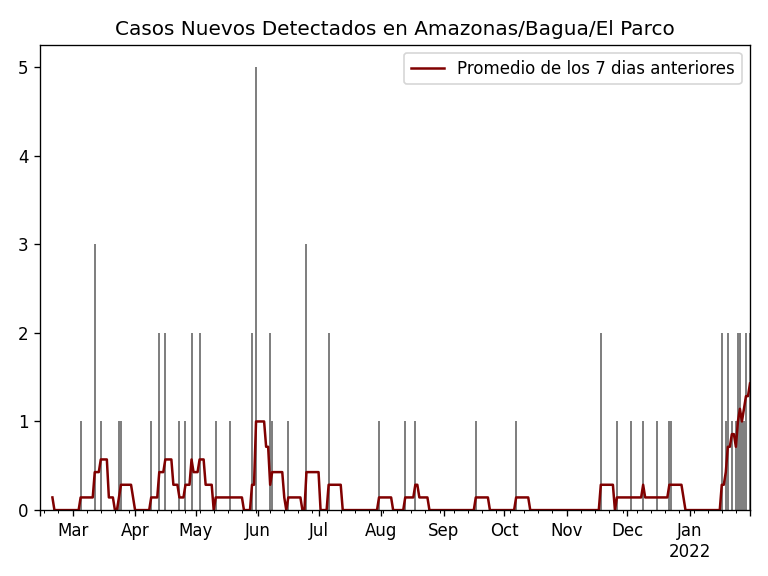 Casos Nuevos Detectados en Amazonas/Bagua/El Parco
Promedio de los 7 dias anteriores
5
4
3
2
1
0
Mar Apr May Jun Jul Aug Sep Oct Nov Dec Jan
2022